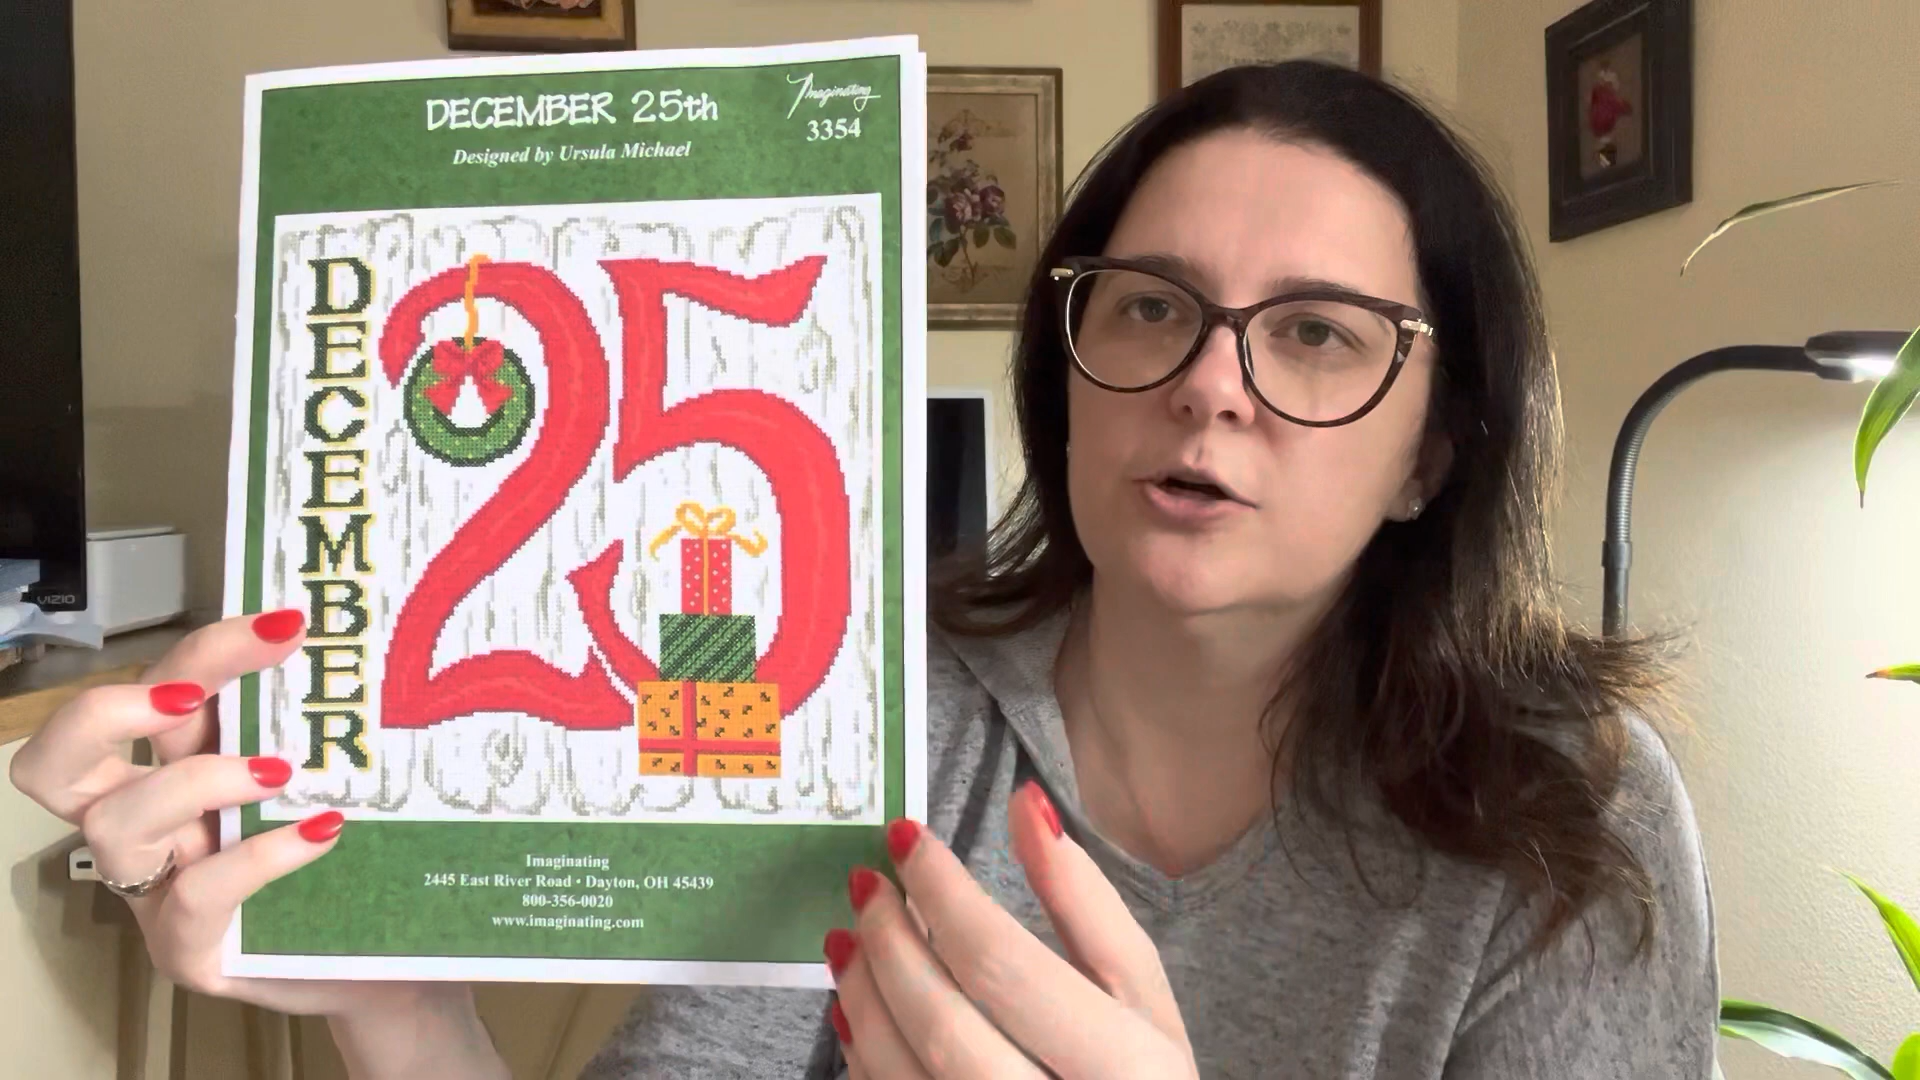 DECEMBER 25th
Imaginating
3354
Designed by Ursula Michael
DECEMBER
25
Imaginating
2445 East River Road • Dayton, OH 45439
800-356-0020
www.imaginating.com
VIZIO